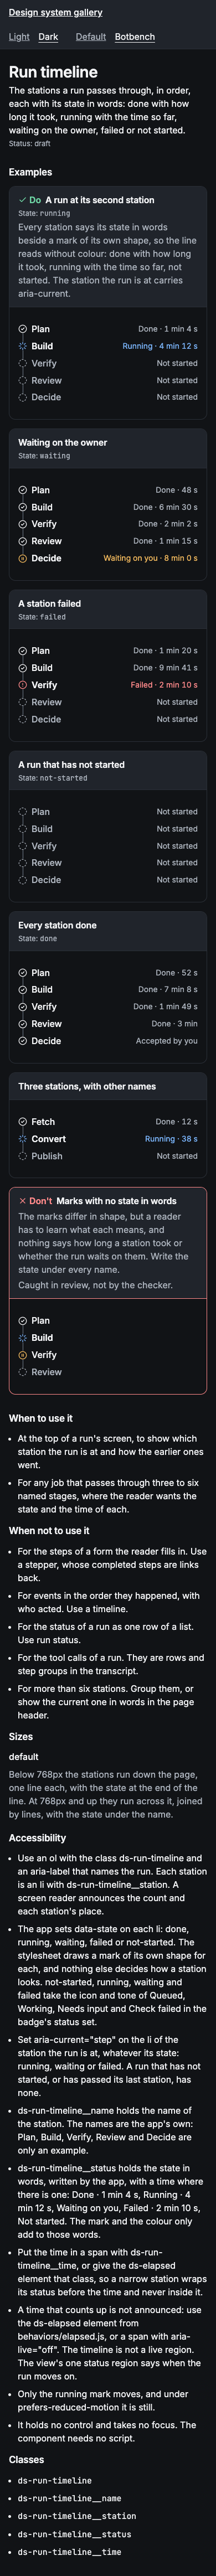 Design system gallery
Light Dark Default Botbench
Run timeline
The stations a run passes through, in order,
each with its state in words: done with how
long it took, running with the time so far,
waiting on the owner, failed or not started.
Status: draft
Examples
Do A run at its second station
State: running
Every station says its state in words
beside a mark of its own shape, so the line
reads without colour: done with how long
it took, running with the time so far, not
started. The station the run is at carries
aria-current.
Plan Done · 1 min 4 s
Build Running · 4 min 12 s
Verify Not started
Review Not started
Decide Not started
Waiting on the owner
State: waiting
Plan Done · 48 s
Build Done · 6 min 30 s
Verify Done · 2 min 2 s
Review Done · 1 min 15 s
Decide Waiting on you · 8 min 0 s
A station failed
State: failed
Plan Done · 1 min 20 s
Build Done · 9 min 41 s
Verify Failed · 2 min 10 s
Review Not started
Decide Not started
A run that has not started
State: not-started
Plan Not started
Build Not started
Verify Not started
Review Not started
Decide Not started
Every station done
State: done
Plan Done · 52 s
Build Done · 7 min 8 s
Verify Done · 1 min 49 s
Review Done · 3 min
Decide Accepted by you
Three stations, with other names
Fetch Done · 12 s
Convert Running · 38 s
Publish Not started
Don't Marks with no state in words
The marks differ in shape, but a reader
has to learn what each means, and
nothing says how long a station took or
whether the run waits on them. Write the
state under every name.
Caught in review, not by the checker.
Plan
Build
Verify
Review
When to use it
• At the top of a run's screen, to show which
station the run is at and how the earlier ones
went.
• For any job that passes through three to six
named stages, where the reader wants the
state and the time of each.
When not to use it
• For the steps of a form the reader fills in. Use
a stepper, whose completed steps are links
back.
• For events in the order they happened, with
who acted. Use a timeline.
• For the status of a run as one row of a list.
Use run status.
• For the tool calls of a run. They are rows and
step groups in the transcript.
• For more than six stations. Group them, or
show the current one in words in the page
header.
Sizes
default
Below 768px the stations run down the page,
one line each, with the state at the end of the
line. At 768px and up they run across it, joined
by lines, with the state under the name.
Accessibility
• Use an ol with the class ds-run-timeline and
an aria-label that names the run. Each station
is an li with ds-run-timeline__station. A
screen reader announces the count and
each station's place.
• The app sets data-state on each li: done,
running, waiting, failed or not-started. The
stylesheet draws a mark of its own shape for
each, and nothing else decides how a station
looks. not-started, running, waiting and
failed take the icon and tone of Queued,
Working, Needs input and Check failed in the
badge's status set.
• Set aria-current="step" on the li of the
station the run is at, whatever its state:
running, waiting or failed. A run that has not
started, or has passed its last station, has
none.
• ds-run-timeline__name holds the name of
the station. The names are the app's own:
Plan, Build, Verify, Review and Decide are
only an example.
• ds-run-timeline__status holds the state in
words, written by the app, with a time where
there is one: Done · 1 min 4 s, Running · 4
min 12 s, Waiting on you, Failed · 2 min 10 s,
Not started. The mark and the colour only
add to those words.
• Put the time in a span with ds-run-
timeline__time, or give the ds-elapsed
element that class, so a narrow station wraps
its status before the time and never inside it.
• A time that counts up is not announced: use
the ds-elapsed element from
behaviors/elapsed.js, or a span with aria-
live="off". The timeline is not a live region.
The view's one status region says when the
run moves on.
• Only the running mark moves, and under
prefers-reduced-motion it is still.
• It holds no control and takes no focus. The
component needs no script.
Classes
• ds-run-timeline
• ds-run-timeline__name
• ds-run-timeline__station
• ds-run-timeline__status
• ds-run-timeline__time